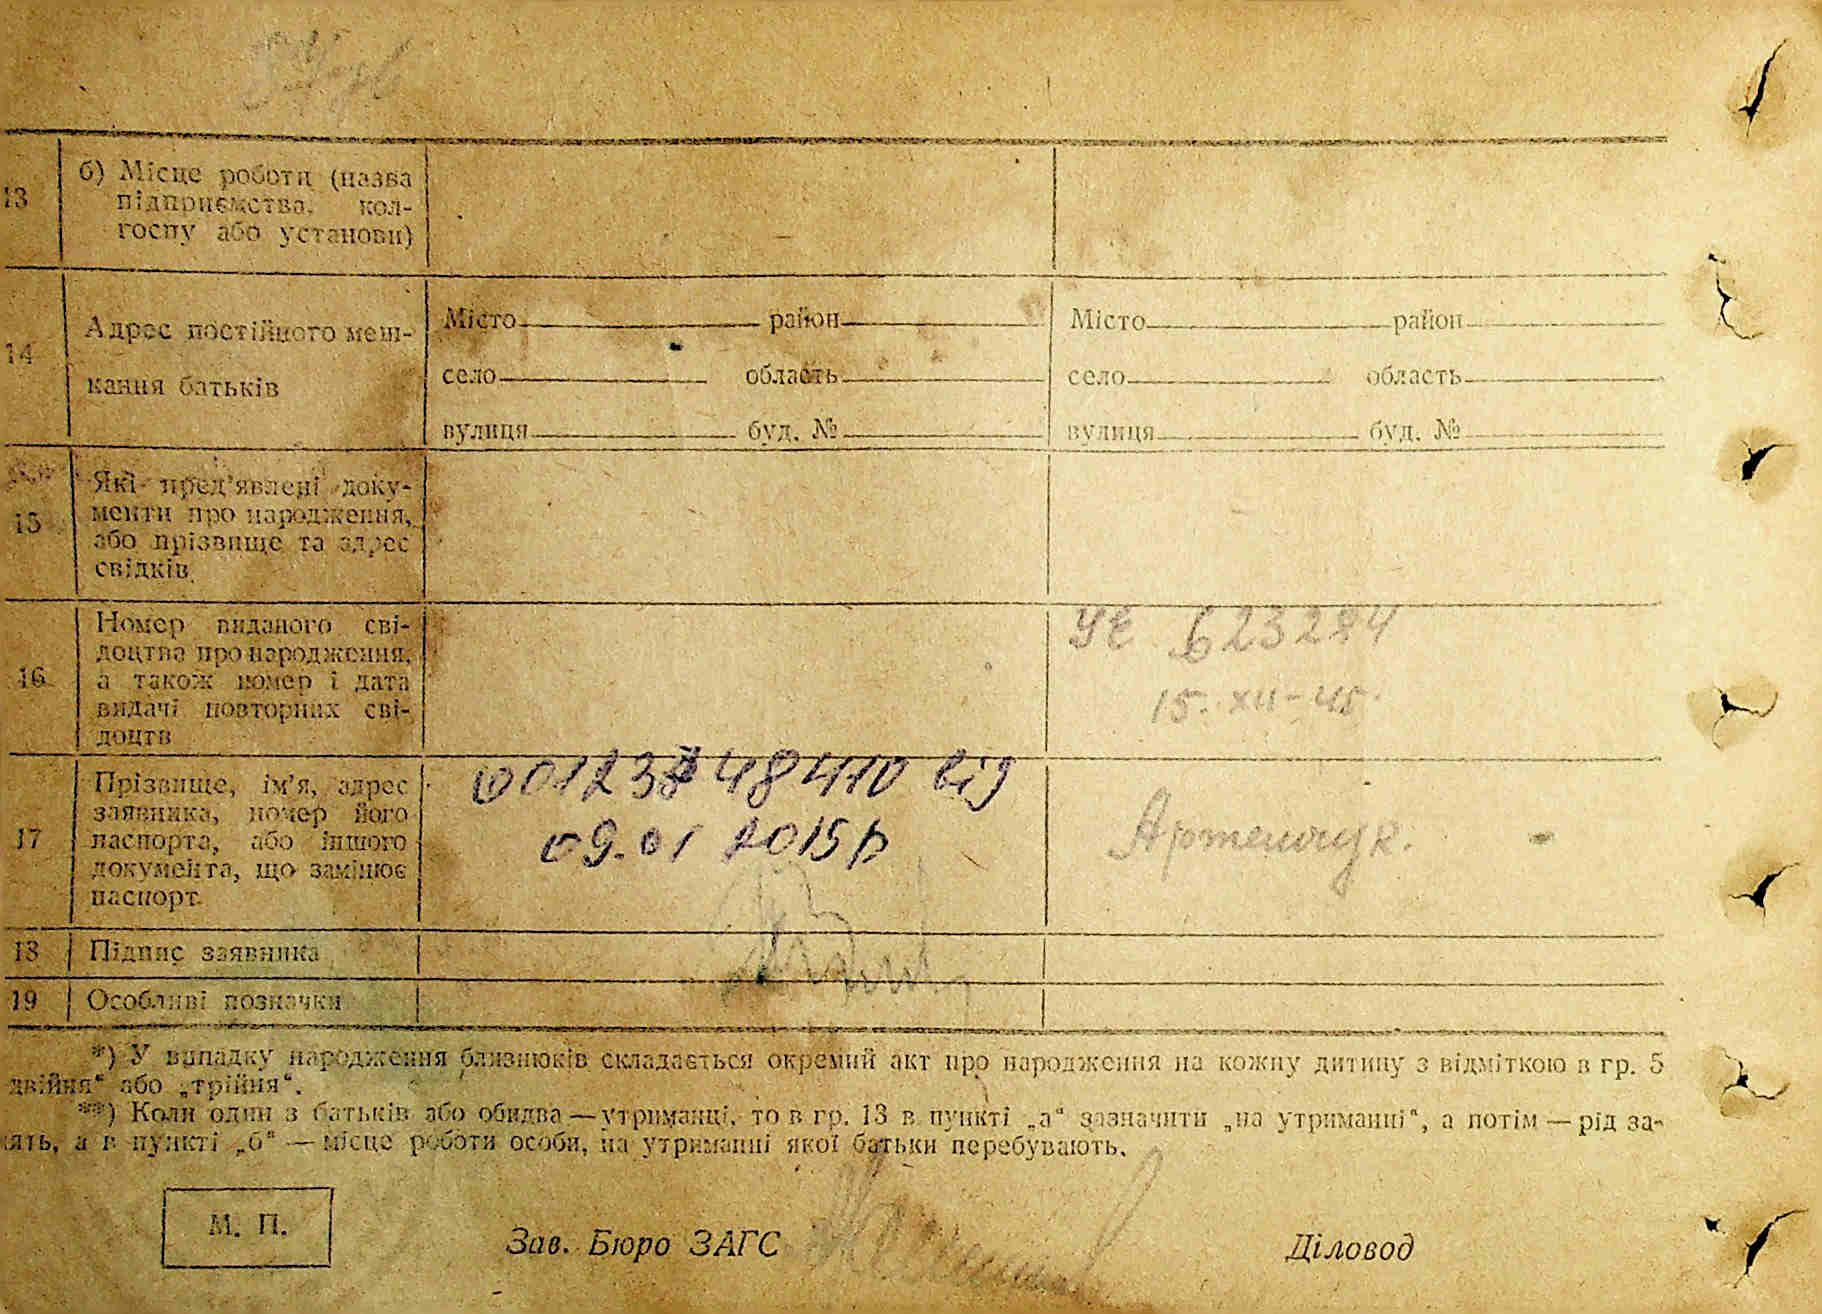 13
б) Місце роботи (назва
підприємства, кол-
госпу або установи)
14
Адрес постійного меш-
кання батьків
Місто район
село область
вулиця буд. №
Місто район
село область
вулиця буд. №
15
Які пред'явлені доку-
менти про народження,
або прізвище та адрес
свідків.
16
Номер виданого сві-
доцтва про народження,
а також номер і дата
видачі повторних сві-
доцтв
УЄ 623274
15. XII-45.
17
Прізвище, ім'я, адрес
заявника, номер його
паспорта, або іншого
документа, що замінює
паспорт.
від
09.01 2015р
18 Підпис заявника
19 Особливі позначки
*) У випадку народження близнюків складається окремий акт про народження на кожну дитину з відміткою в гр. 5
двійня“ або „трійня“.
**) Коли один з батьків або обидва — утриманці, то в гр. 13 в пункті „а“ зазначити „на утриманні“, а потім — рід за-
ять, а в пункті „б“ — місце роботи особи, на утриманні якої батьки перебувають.
М. П.
Зав. Бюро ЗАГС
Діловод